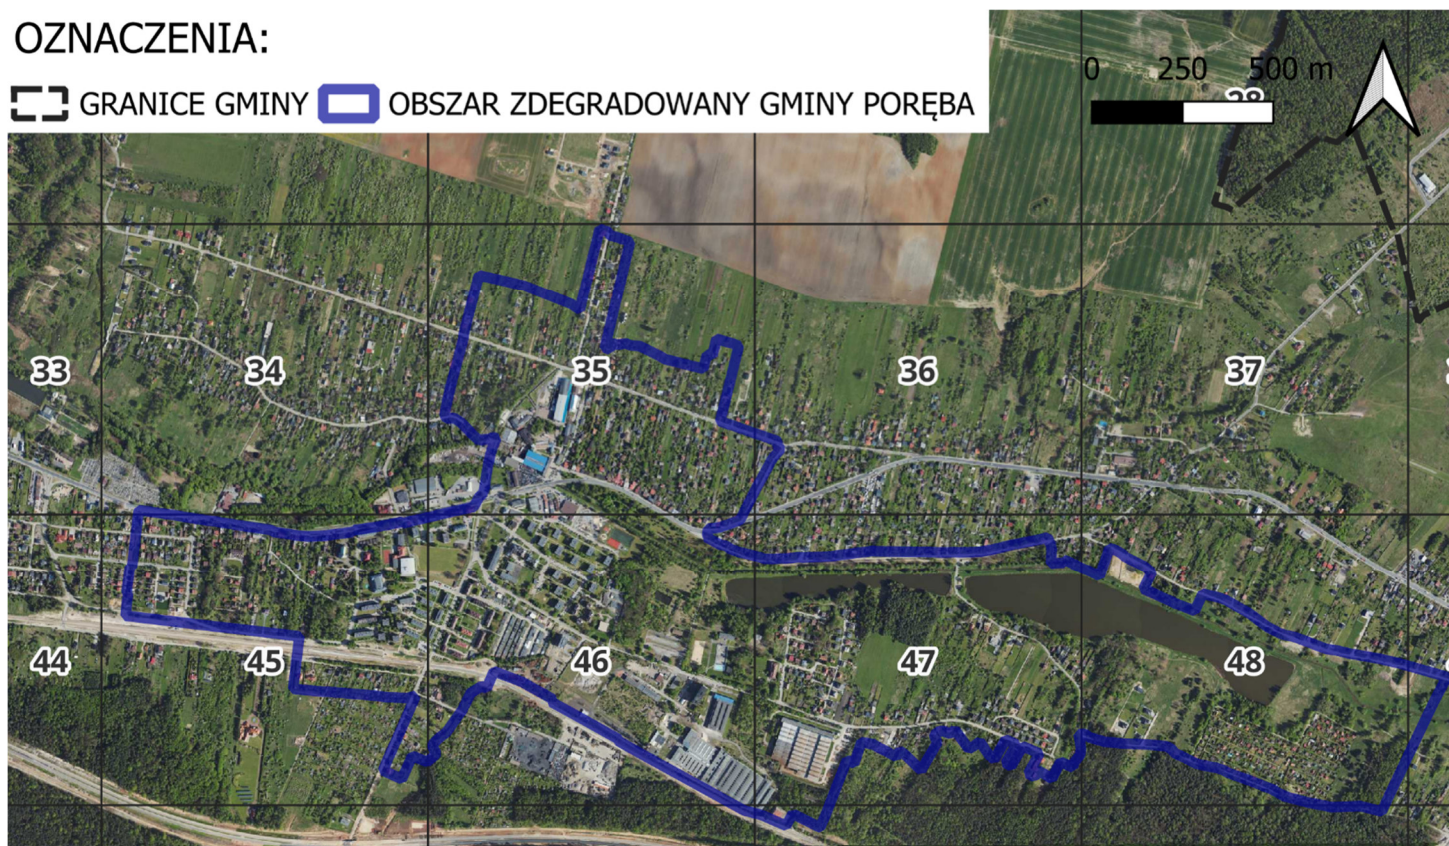 OZNACZENIA:
GRANICE GMINY OBSZAR ZDEGRADOWANY GMINY PORĘBA
0 250 500 m
33 34 35 36 37
44 45 46 47 48